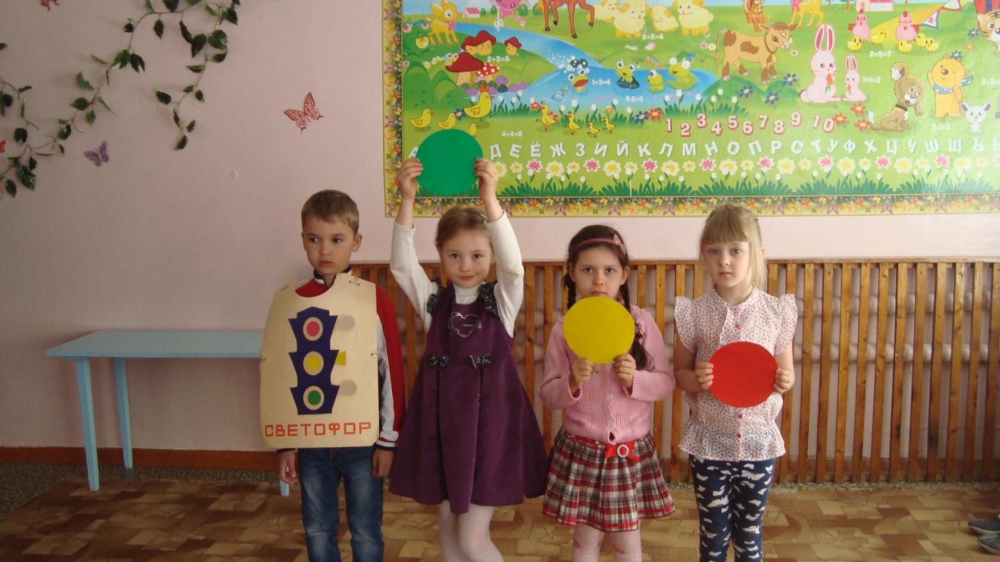 2+2=4
2+3=5
2+5=7
1+3=4
1+1=2
6-2=4
3-1=2
4+4=8
1 2 3 4 5 6 7 8 9 10
Д Е Ё Ж З И Й К Л М Н О П Р С Т У Ф Х Ц Ч Ш Щ Ъ
СВЕТОФОР